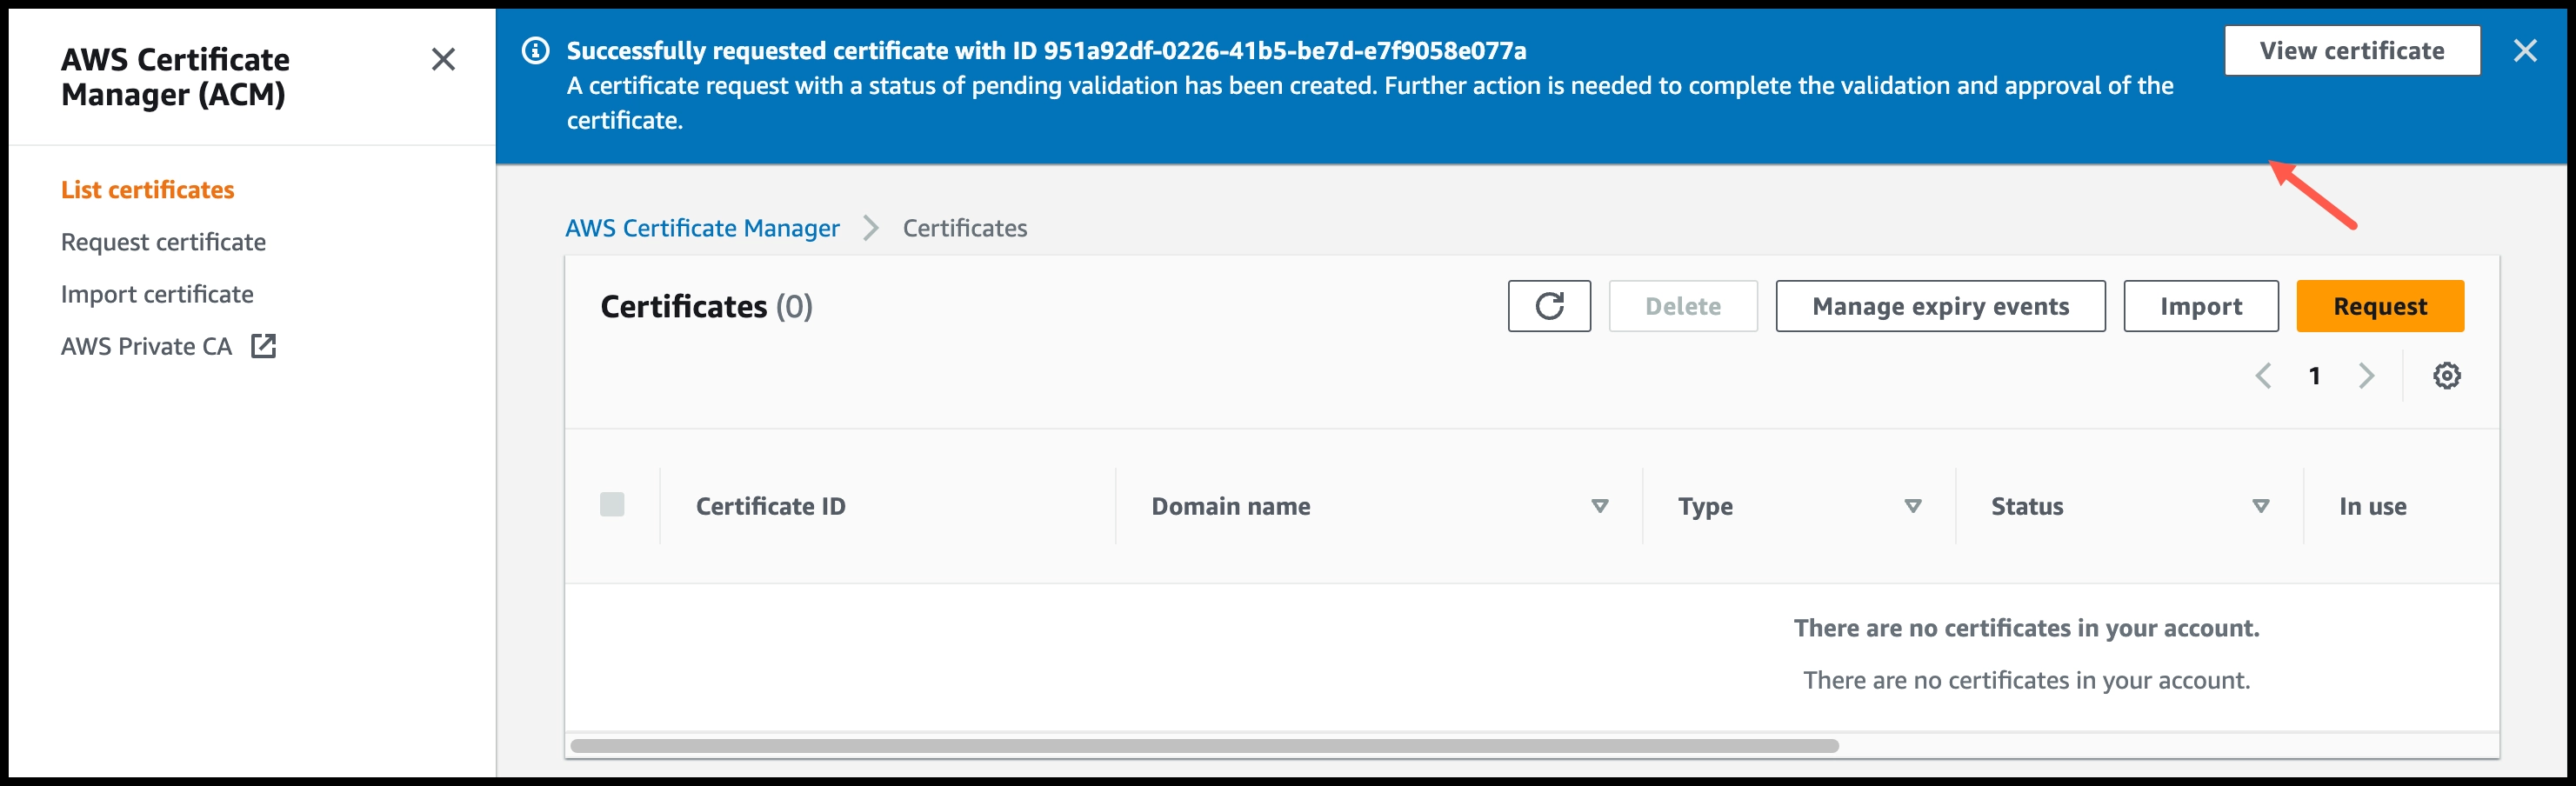 AWS Certificate
Manager (ACM)
List certificates
Request certificate
Import certificate
AWS Private CA
Successfully requested certificate with ID 951a92df-0226-41b5-be7d-e7f9058e077a
A certificate request with a status of pending validation has been created. Further action is needed to complete the validation and approval of the
certificate.
View certificate
AWS Certificate Manager > Certificates
Certificates (0)
Delete
Manage expiry events
Import
Request
1
Certificate ID
Domain name
Type
Status
In use
There are no certificates in your account.
There are no certificates in your account.